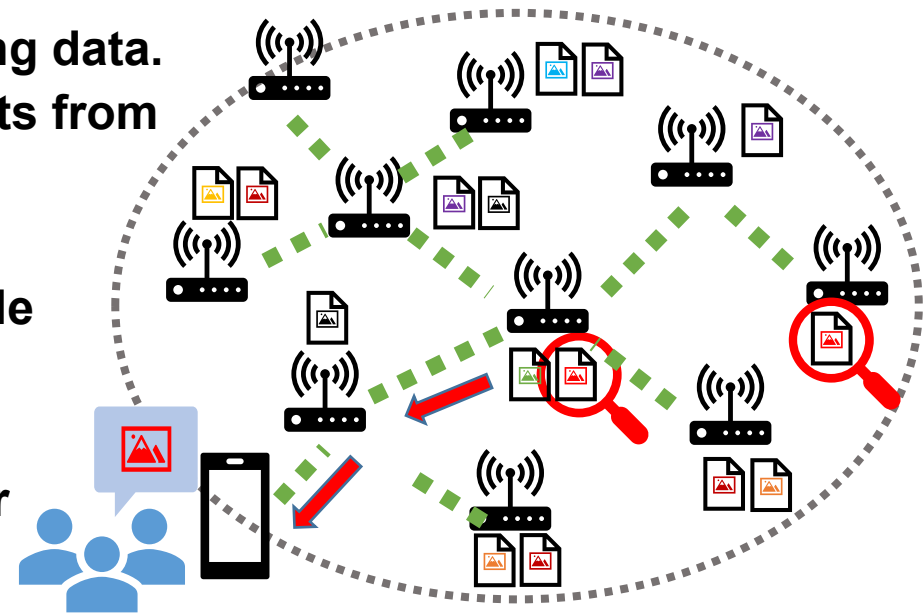 ng data.
ts from
le
r